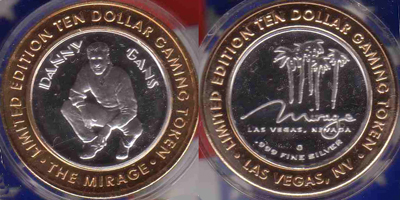 LIMITED EDITION TEN DOLLAR GAMING TOKEN
DANNY GANS
• THE MIRAGE •
LIMITED EDITION TEN DOLLAR GAMING TOKEN
Mirage
LAS VEGAS, NEVADA
S
.999 FINE SILVER
• LAS VEGAS, NV •